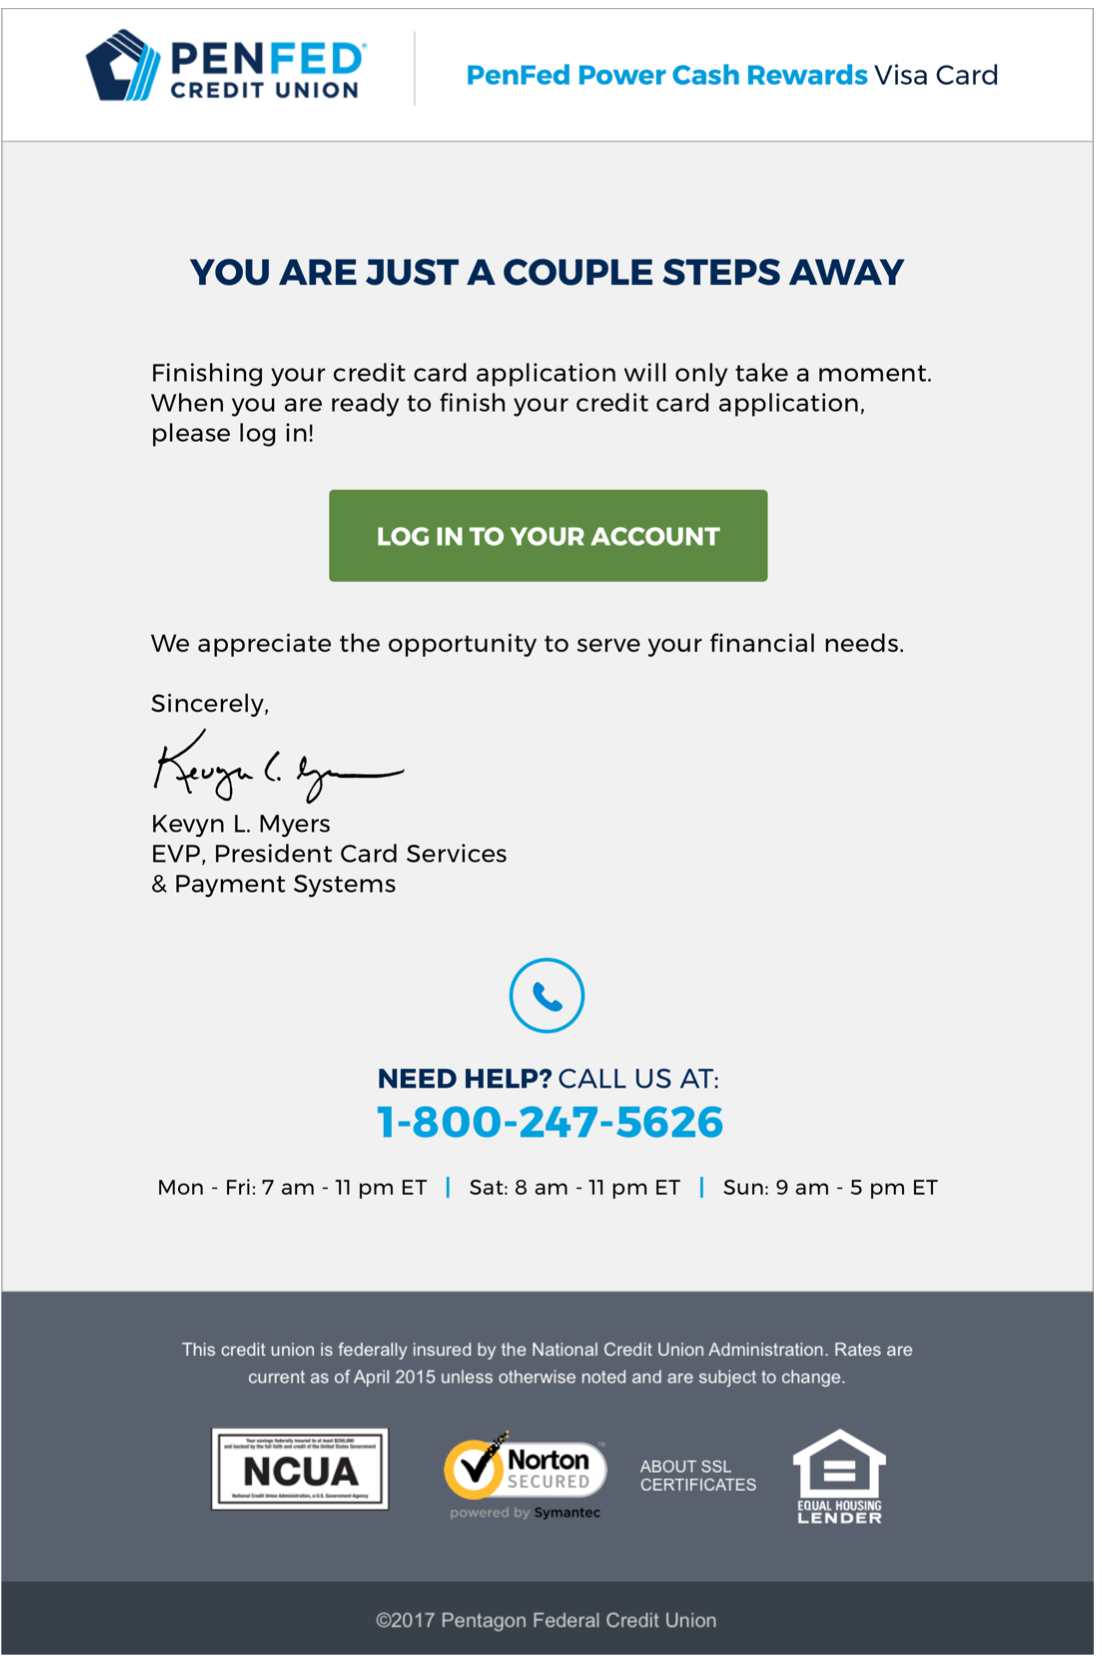 PENFED®
CREDIT UNION
PenFed Power Cash Rewards Visa Card
YOU ARE JUST A COUPLE STEPS AWAY
Finishing your credit card application will only take a moment.
When you are ready to finish your credit card application,
please log in!
LOG IN TO YOUR ACCOUNT
We appreciate the opportunity to serve your financial needs.
Sincerely,
Kevyn L. Myers
EVP, President Card Services
& Payment Systems
NEED HELP? CALL US AT:
1-800-247-5626
Mon - Fri: 7 am - 11 pm ET | Sat: 8 am - 11 pm ET | Sun: 9 am - 5 pm ET
This credit union is federally insured by the National Credit Union Administration. Rates are
current as of April 2015 unless otherwise noted and are subject to change.
Your savings federally insured to at least $250,000
and backed by the full faith and credit of the United States Government
NCUA
National Credit Union Administration, a U.S. Government Agency
Norton™
SECURED
powered by Symantec
ABOUT SSL
CERTIFICATES
EQUAL HOUSING
LENDER
©2017 Pentagon Federal Credit Union